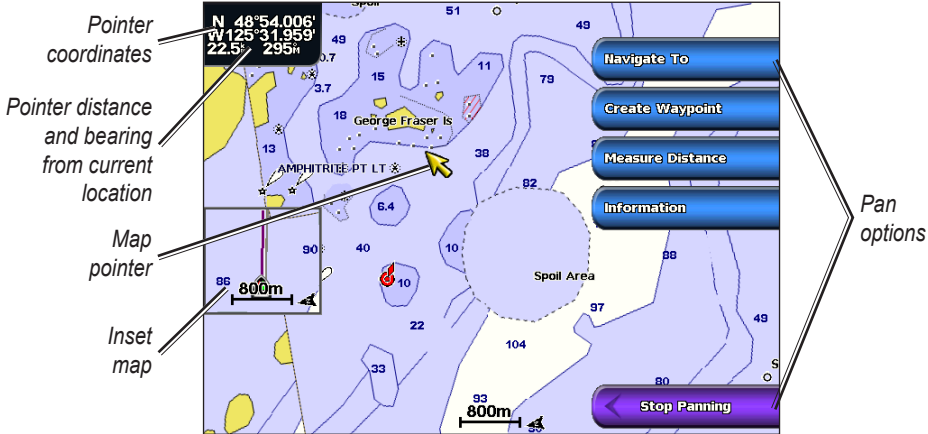 Pointer
coordinates
Pointer distance
and bearing
from current
location
Map
pointer
Inset
map
N 48°54.006'
W125°31.959'
22.5 295°M
Spoil
51
49
0.7
3.7
15
11
79
18
George Fraser Is
13
38
AMPHITRITE PT LT
82
6.4
90
40
10
86
800m
10
Spoil Area
88
97
22
49
104
33
80
S
93
800m
Navigate To
Create Waypoint
Measure Distance
Information
Stop Panning
Pan
options